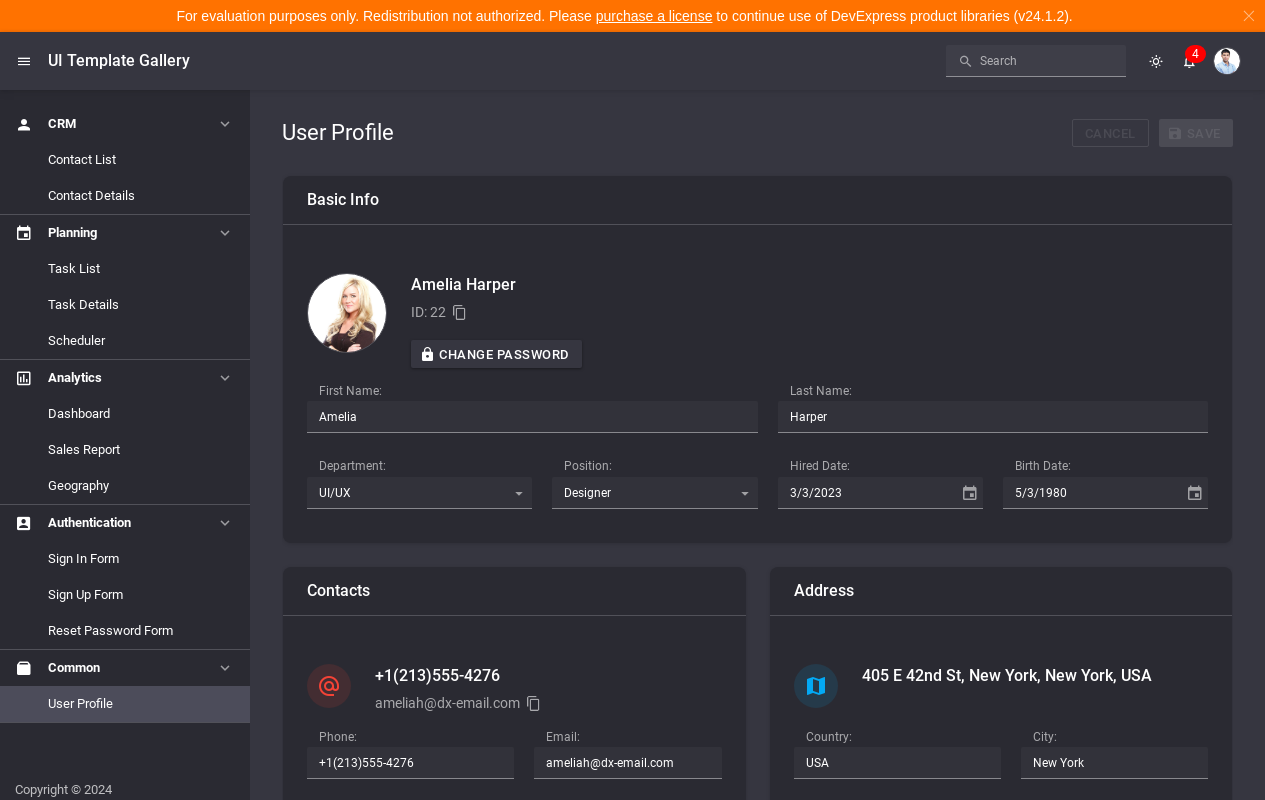 For evaluation purposes only. Redistribution not authorized. Please purchase a license to continue use of DevExpress product libraries (v24.1.2).
UI Template Gallery
Search
4
CRM
Contact List
Contact Details
Planning
Task List
Task Details
Scheduler
Analytics
Dashboard
Sales Report
Geography
Authentication
Sign In Form
Sign Up Form
Reset Password Form
Common
User Profile
Copyright © 2024
User Profile
CANCEL
SAVE
Basic Info
Amelia Harper
ID: 22
CHANGE PASSWORD
First Name:
Amelia
Last Name:
Harper
Department:
UI/UX
Position:
Designer
Hired Date:
3/3/2023
Birth Date:
5/3/1980
Contacts
+1(213)555-4276
ameliah@dx-email.com
Phone:
+1(213)555-4276
Email:
ameliah@dx-email.com
Address
405 E 42nd St, New York, New York, USA
Country:
USA
City:
New York